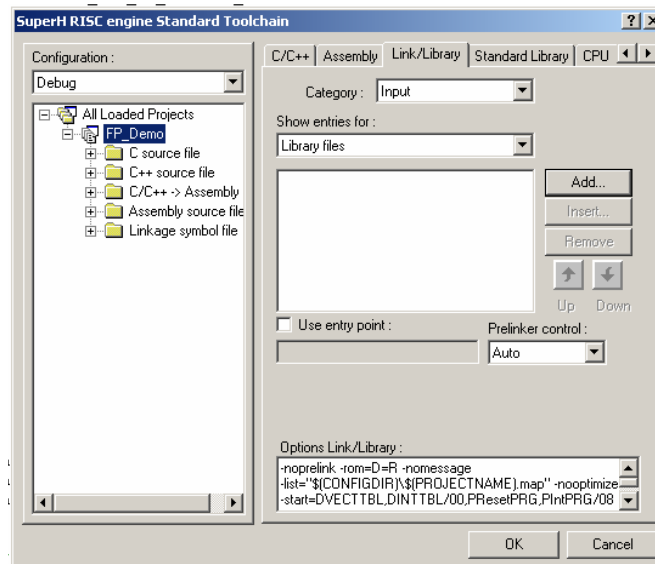 SuperH RISC engine Standard Toolchain
Configuration :
Debug
All Loaded Projects
FP_Demo
C source file
C++ source file
C/C++ -> Assembly
Assembly source file
Linkage symbol file
C/C++ Assembly Link/Library Standard Library CPU
Category : Input
Show entries for :
Library files
Add...
Insert...
Remove
Up Down
Use entry point :
Prelinker control :
Auto
Options Link/Library :
-noprelink -rom=D=R -nomessage
-list="$(CONFIGDIR)\$(PROJECTNAME).map" -nooptimize
-start=DVECTTBL,DINTTBL/00,PResetPRG,PIntPRG/08
OK Cancel